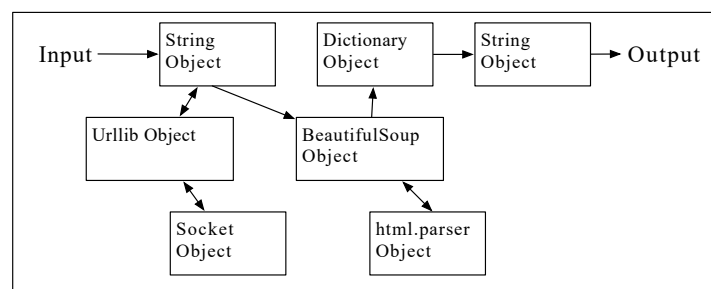 Input
String
Object
Dictionary
Object
String
Object
Output
Urllib Object
BeautifulSoup
Object
Socket
Object
html.parser
Object